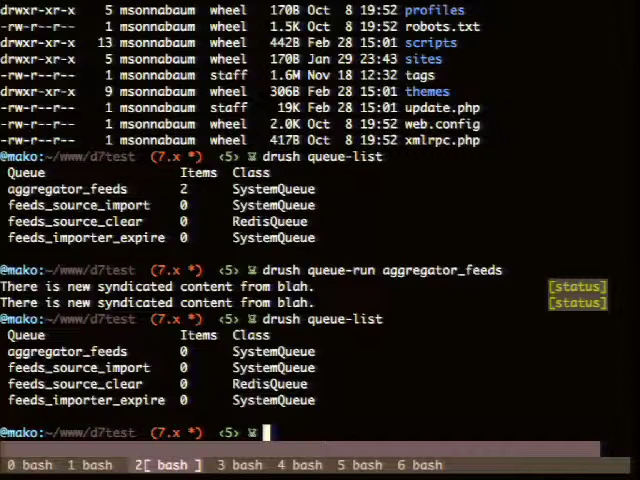 drwxr-xr-x 5 msonnabaum wheel 170B Oct 8 19:52 profiles
-rw-r--r-- 1 msonnabaum wheel 1.5K Oct 8 19:52 robots.txt
drwxr-xr-x 13 msonnabaum wheel 442B Feb 28 15:01 scripts
drwxr-xr-x 5 msonnabaum wheel 170B Jan 29 23:43 sites
-rw-r--r-- 1 msonnabaum staff 1.6M Nov 18 12:32 tags
drwxr-xr-x 9 msonnabaum wheel 306B Feb 28 15:01 themes
-rw-r--r-- 1 msonnabaum staff 19K Feb 28 15:01 update.php
-rw-r--r-- 1 msonnabaum wheel 2.0K Oct 8 19:52 web.config
-rw-r--r-- 1 msonnabaum wheel 417B Oct 8 19:52 xmlrpc.php
@mako:~/www/d7test (7.x *) <5> drush queue-list
Queue Items Class
aggregator_feeds 2 SystemQueue
feeds_source_import 0 SystemQueue
feeds_source_clear 0 RedisQueue
feeds_importer_expire 0 SystemQueue
@mako:~/www/d7test (7.x *) <5> drush queue-run aggregator_feeds
There is new syndicated content from blah. [status]
There is new syndicated content from blah. [status]
@mako:~/www/d7test (7.x *) <5> drush queue-list
Queue Items Class
aggregator_feeds 0 SystemQueue
feeds_source_import 0 SystemQueue
feeds_source_clear 0 RedisQueue
feeds_importer_expire 0 SystemQueue
@mako:~/www/d7test (7.x *) <5>
0 bash 1 bash 2[ bash ] 3 bash 4 bash 5 bash 6 bash